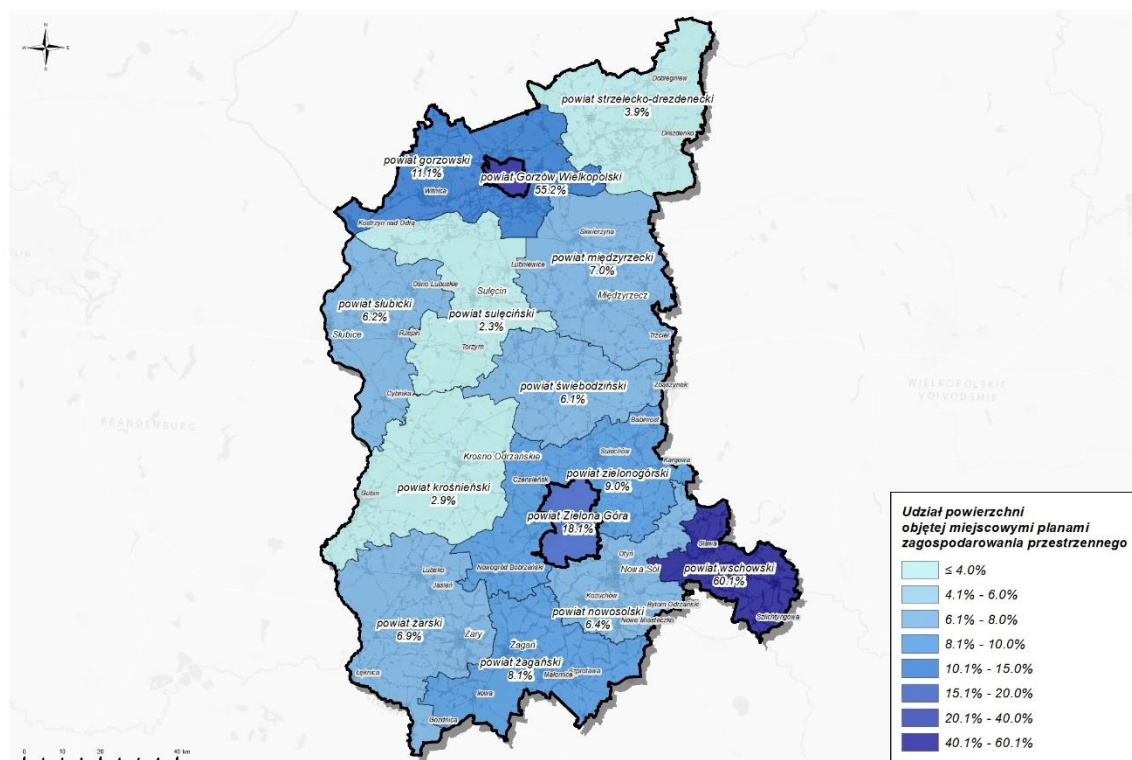 N
W
E
S
Dobiegniew
powiat strzelecko-drezdenecki
3.9%
Drezdenko
powiat gorzowski
11.1%
powiat Gorzów Wielkopolski
55.2%
Witnica
Kostrzyn nad Odrą
Skwierzyna
Lubniewice
powiat międzyrzecki
7.0%
Ośno Lubuskie
Sulęcin
Międzyrzecz
powiat słubicki
6.2%
powiat sulęciński
2.3%
Słubice
Rzepin
Trzciel
Torzym
Cybinka
powiat świebodziński
6.1%
Zbąszynek
WIELKOPOLSKIE
VOIVODSHIP
BRANDENBURG
Babimost
Sulechów
Krosno Odrzańskie
Kargowa
powiat zielonogórski
9.0%
Czerwieńsk
powiat krośnieński
2.9%
Gubin
powiat Zielona Góra
18.1%
Sława
Otyń
Nowa Sól
powiat wschowski
60.1%
Nowogród Bobrzański
Lubsko
Jasień
Kożuchów
Bytom Odrzański
Szlichtyngowa
powiat nowosolski
6.4%
Nowe Miasteczko
powiat żarski
6.9%
Żary
Żagań
powiat żagański
8.1%
Szprotawa
Małomice
Łęknica
Iłowa
Gozdnica
0 10 20 40 km
Udział powierzchni
objętej miejscowymi planami
zagospodarowania przestrzennego
≤ 4.0%
4.1% - 6.0%
6.1% - 8.0%
8.1% - 10.0%
10.1% - 15.0%
15.1% - 20.0%
20.1% - 40.0%
40.1% - 60.1%